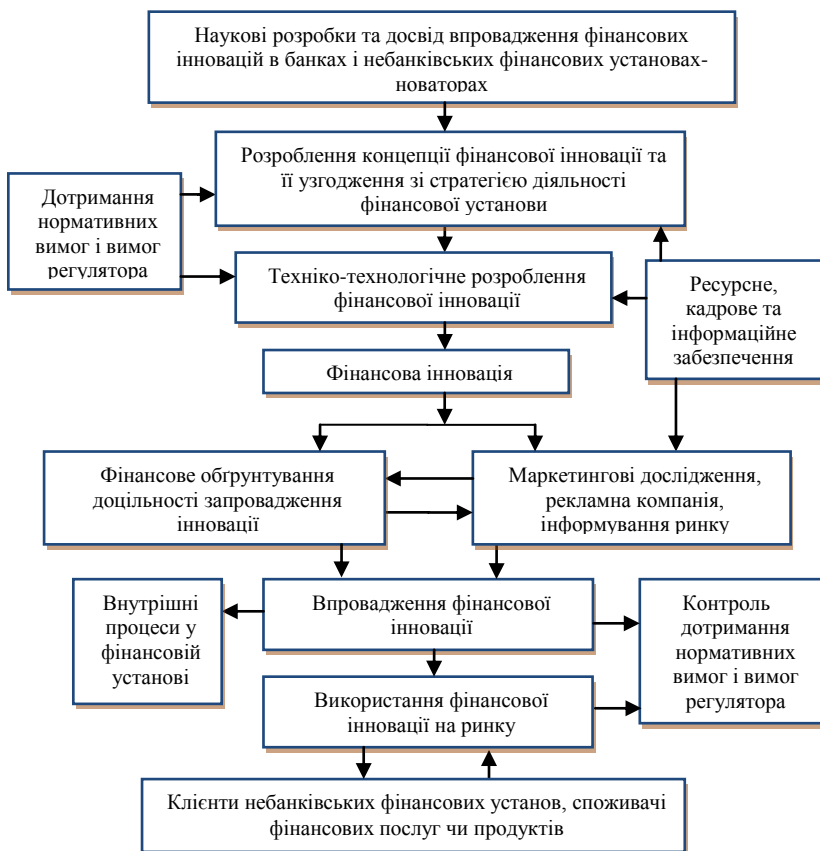 Наукові розробки та досвід впровадження фінансових
інновацій в банках і небанківських фінансових установах-
новаторах
Розроблення концепції фінансової інновації та
її узгодження зі стратегією діяльності
фінансової установи
Дотримання
нормативних
вимог і вимог
регулятора
Техніко-технологічне розроблення
фінансової інновації
Ресурсне,
кадрове та
інформаційне
забезпечення
Фінансова інновація
Фінансове обґрунтування
доцільності запровадження
інновації
Маркетингові дослідження,
рекламна компанія,
інформування ринку
Внутрішні
процеси у
фінансовій
установі
Впровадження фінансової
інновації
Контроль
дотримання
нормативних
вимог і вимог
регулятора
Використання фінансової
інновації на ринку
Клієнти небанківських фінансових установ, споживачі
фінансових послуг чи продуктів